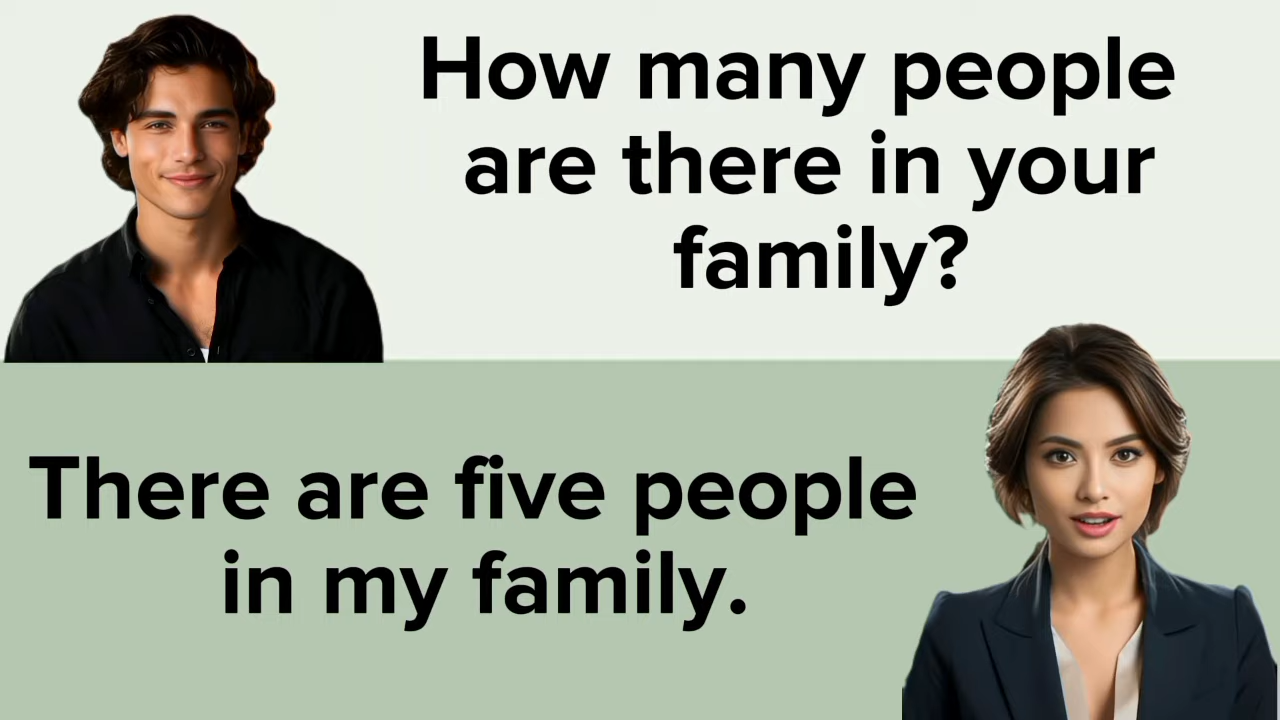 How many people
are there in your
family?
There are five people
in my family.